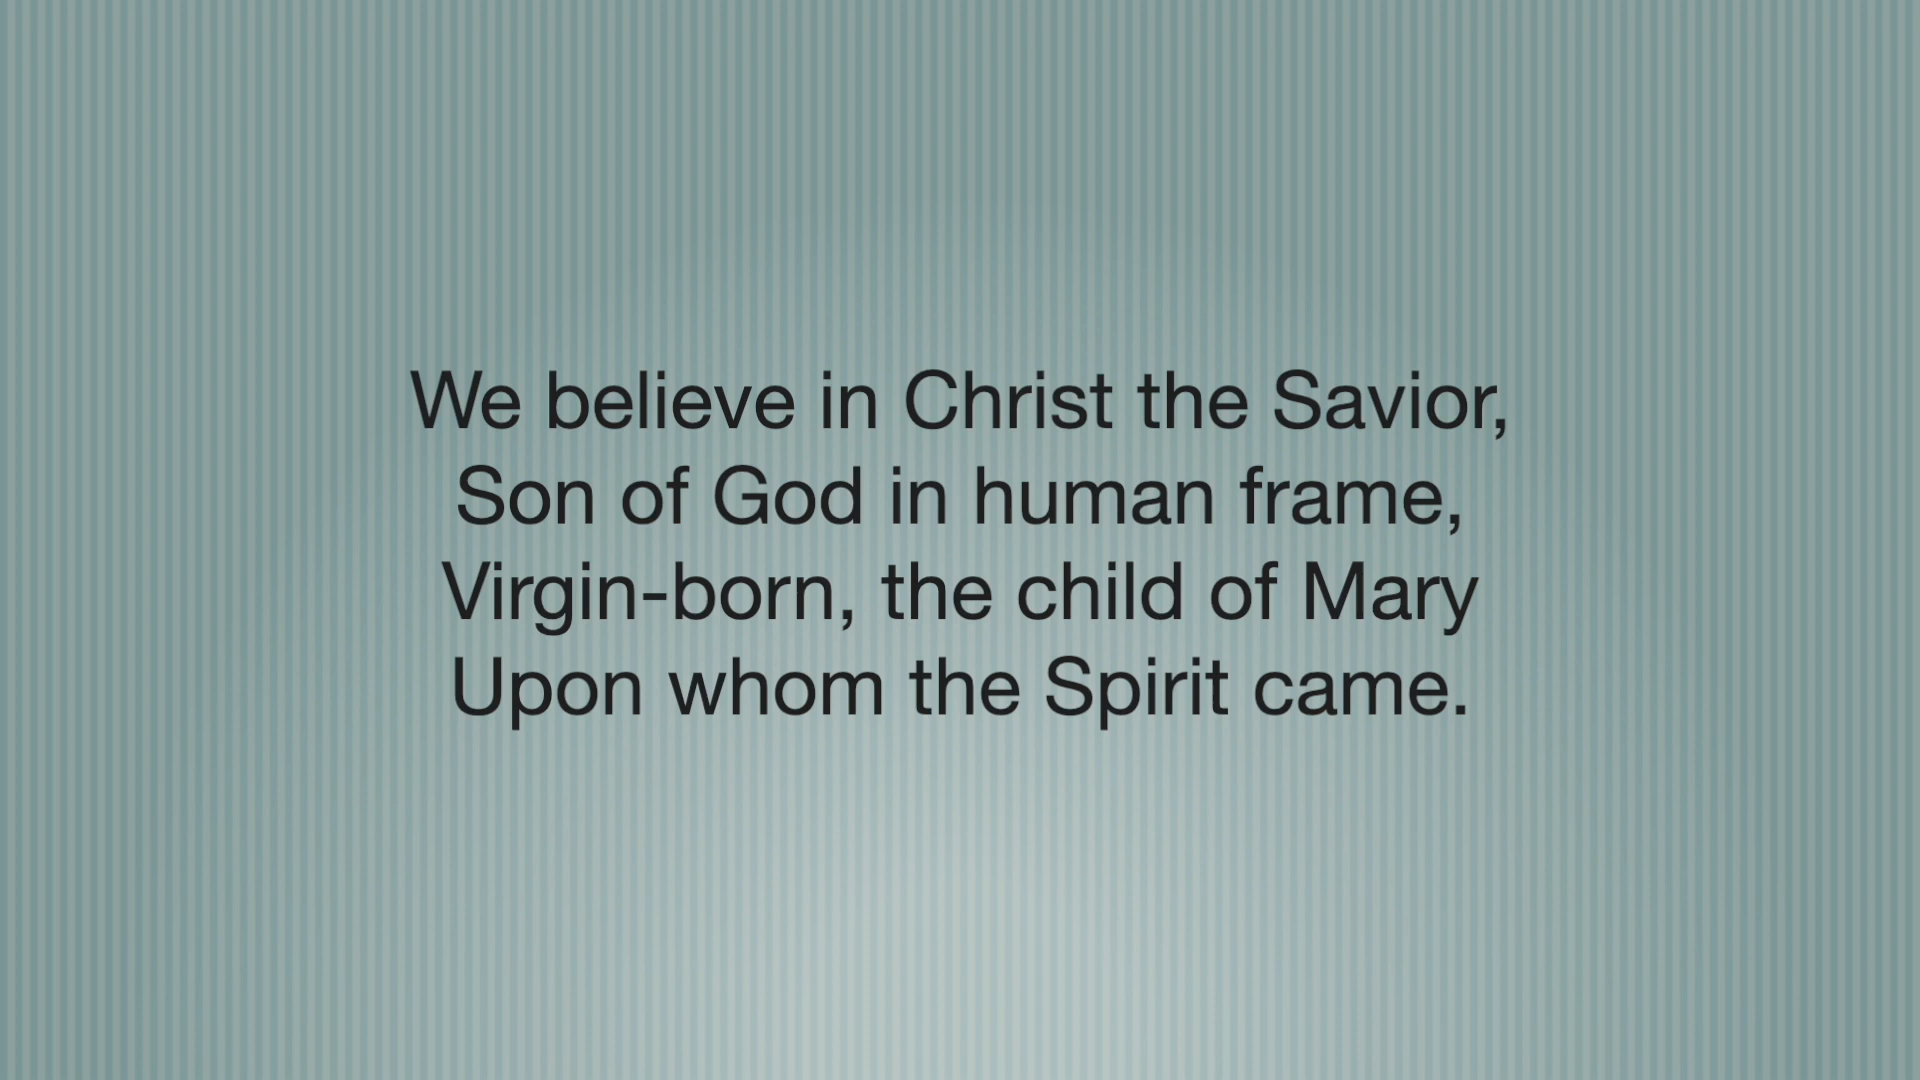 We believe in Christ the Savior,
Son of God in human frame,
Virgin-born, the child of Mary
Upon whom the Spirit came.